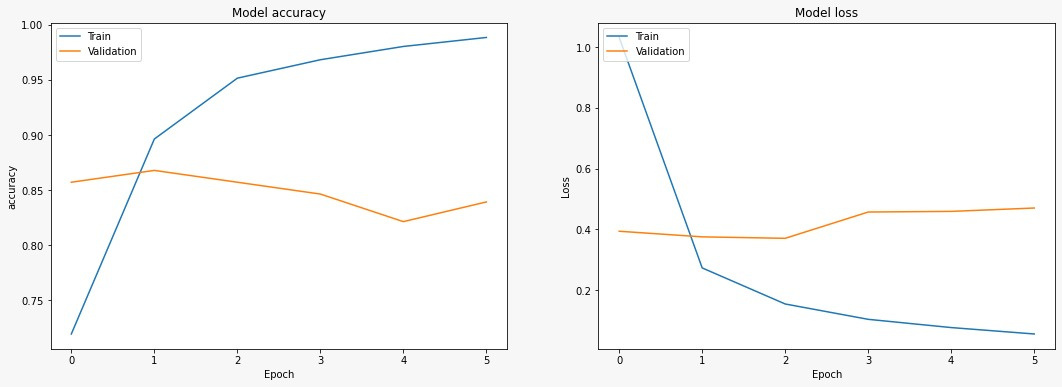 Model accuracy
Train
Validation
1.00
0.95
0.90
0.85
0.80
0.75
accuracy
0 1 2 3 4 5
Epoch
Model loss
Train
Validation
1.0
0.8
0.6
0.4
0.2
Loss
0 1 2 3 4 5
Epoch